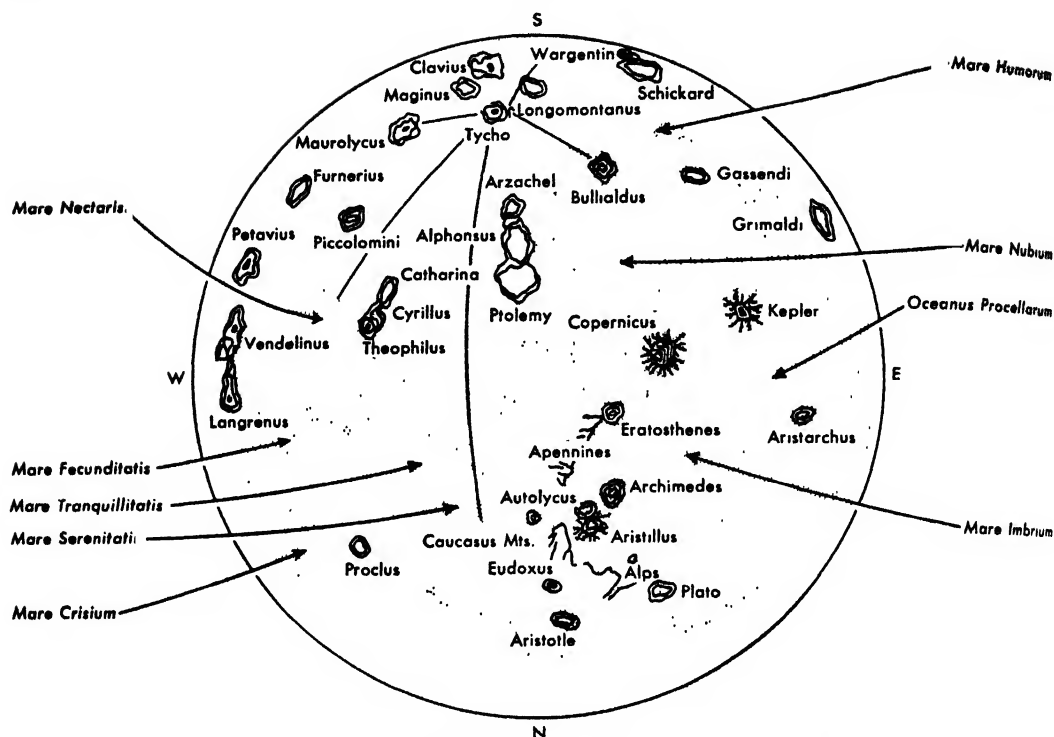 S
Wargentin
Clavius
Mare Humorum
Maginus
Schickard
Longomontanus
Tycho
Maurolycus
Furnerius
Gassendi
Arzachel
Bullialdus
Mare Nectaris.
Grimaldi
Petavius
Piccolomini
Alphonsus
Mare Nubium
Catharina
Oceanus Procellarum
Cyrillus
Ptolemy
Kepler
Copernicus
Vendelinus
Theophilus
W
E
Langrenus
Eratosthenes
Aristarchus
Apennines
Mare Fecunditatis
Archimedes
Autolycus
Mare Tranquillitatis
Mare Imbrium
Mare Serenitati
Caucasus Mts.
Aristillus
Eudoxus
Proclus
Alps
Plato
Mare Crisium
Aristotle
N